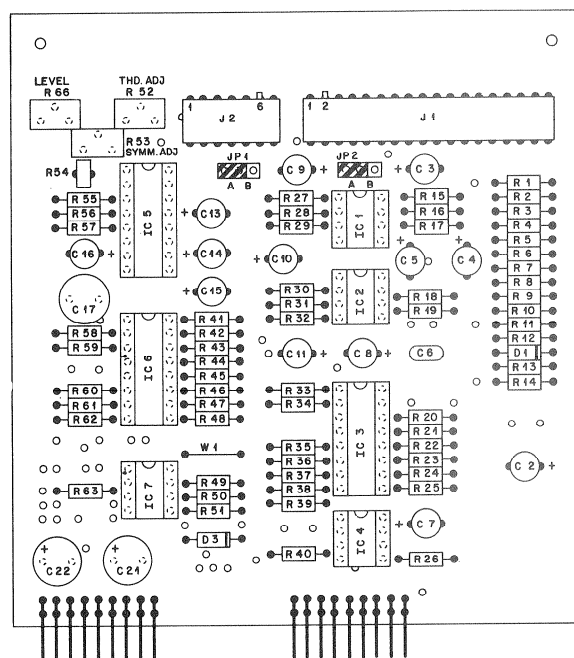 LEVEL
R 66
THD. ADJ
R 52
R 53
SYMM. ADJ
R54
1
6
J 2
1 2
J 1
JP 1
A B
JP 2
A B
C 9 +
+ C 3
R 55
R 56
R 57
IC 5
+ C 13
R 27
R 28
R 29
IC 1
R 15
R 16
R 17
R 1
R 2
R 3
R 4
R 5
R 6
R 7
R 8
R 9
R 10
R 11
R 12
D 1
R 13
R 14
+
C 16
+ C 14
+ C 10
+
C 5
+
C 4
C 17
+ C 15
R 30
R 31
R 32
IC 2
R 18
R 19
R 58
R 59
IC 6
R 41
R 42
R 43
R 44
R 45
R 46
R 47
R 48
C 11 +
C 8 +
C 6
R 60
R 61
R 62
R 33
R 34
IC 3
R 20
R 21
R 22
R 23
R 24
R 25
W 1
R 35
R 36
R 37
R 38
R 39
C 2 +
R 63
+
IC 7
R 49
R 50
R 51
D 3
IC 4
+ C 7
R 40
R 26
+
C 22
+
C 21